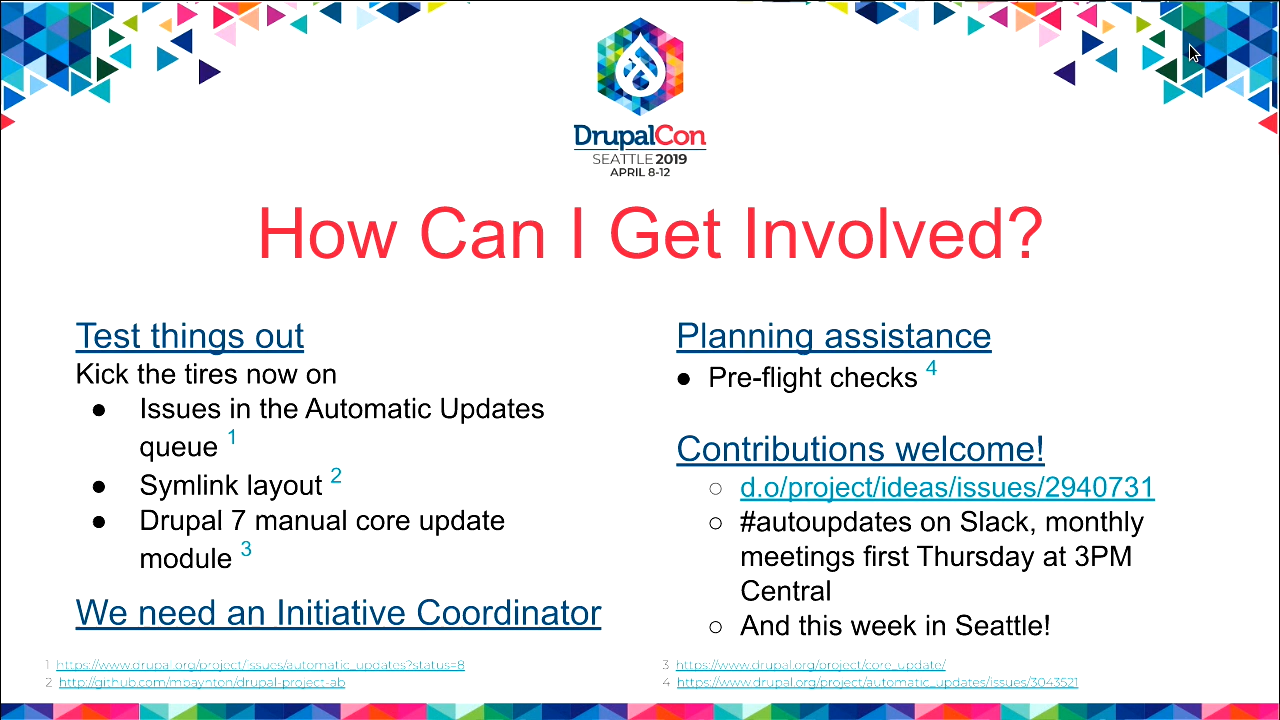 DrupalCon
SEATTLE 2019
APRIL 8-12
How Can I Get Involved?
Test things out
Kick the tires now on
● Issues in the Automatic Updates
queue 1
● Symlink layout 2
● Drupal 7 manual core update
module 3
We need an Initiative Coordinator
Planning assistance
● Pre-flight checks 4
Contributions welcome!
○ d.o/project/ideas/issues/2940731
○ #autoupdates on Slack, monthly
meetings first Thursday at 3PM
Central
○ And this week in Seattle!
1 https://www.drupal.org/project/issues/automatic_updates?status=8
2 http://github.com/mbaynton/drupal-project-ab
3 https://www.drupal.org/project/core_update/
4 https://www.drupal.org/project/automatic_updates/issues/3043521